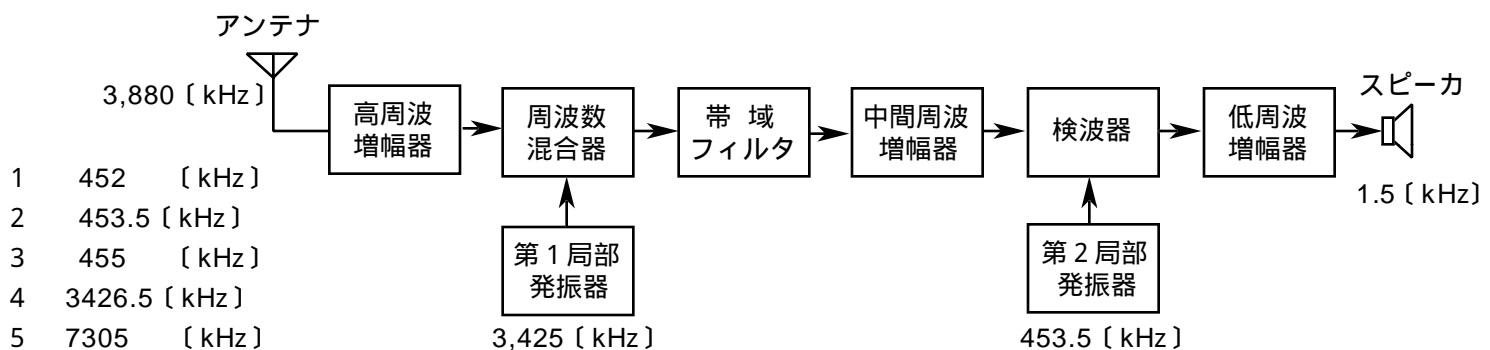 アンテナ
3,880〔kHz〕
高周波
増幅器
周波数
混合器
帯 域
フィルタ
中間周波
増幅器
検波器
低周波
増幅器
スピーカ
1.5〔kHz〕
第1局部
発振器
3,425〔kHz〕
第2局部
発振器
453.5〔kHz〕
1 452 〔kHz〕
2 453.5〔kHz〕
3 455 〔kHz〕
4 3426.5〔kHz〕
5 7305 〔kHz〕